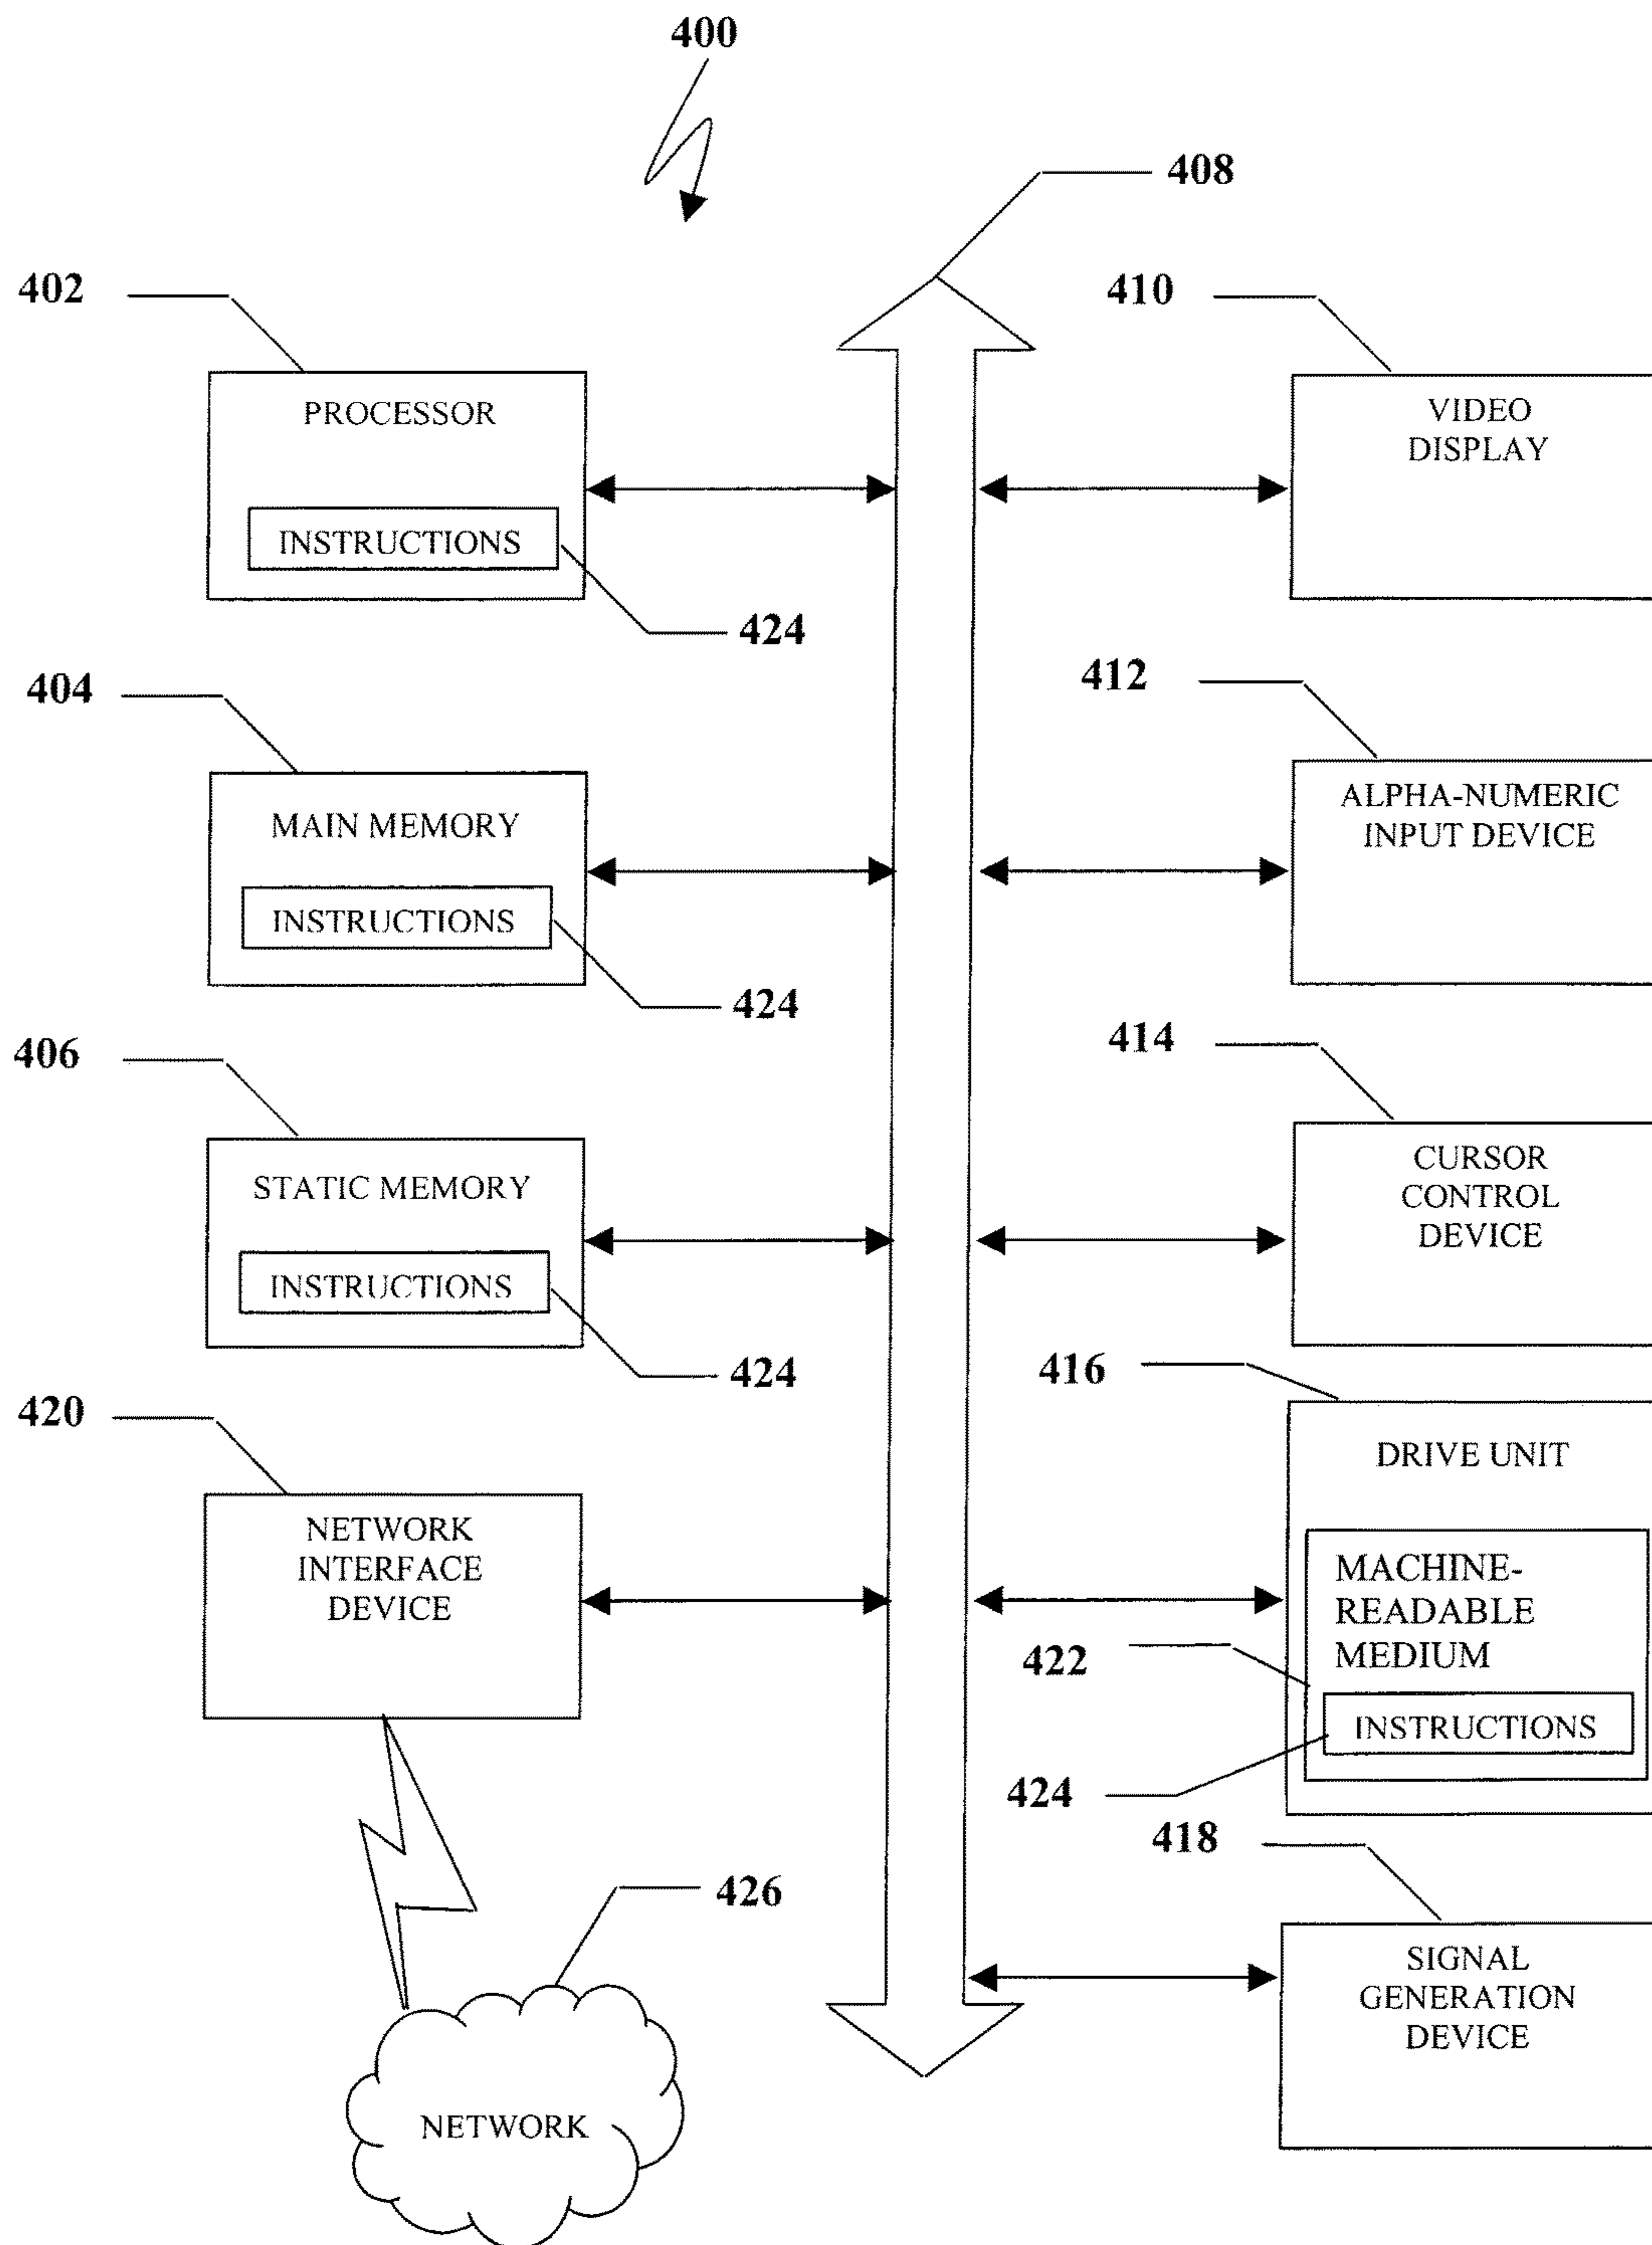 400
408
402
PROCESSOR
INSTRUCTIONS
424
410
VIDEO
DISPLAY
404
MAIN MEMORY
INSTRUCTIONS
424
412
ALPHA-NUMERIC
INPUT DEVICE
406
STATIC MEMORY
INSTRUCTIONS
424
414
CURSOR
CONTROL
DEVICE
420
NETWORK
INTERFACE
DEVICE
416
DRIVE UNIT
MACHINE-
READABLE
MEDIUM
422
INSTRUCTIONS
424
418
SIGNAL
GENERATION
DEVICE
426
NETWORK